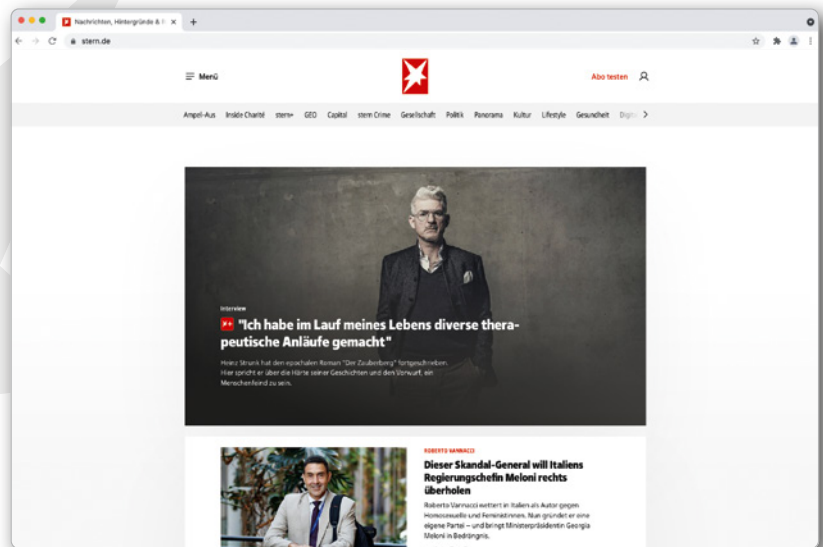 Nachrichten, Hintergründe &
stern.de
Menü
Abo testen
Ampel-Aus Inside Charité stern+ GEO Capital stern Crime Gesellschaft Politik Panorama Kultur Lifestyle Gesundheit
Interview
"Ich habe im Lauf meines Lebens diverse thera-
peutische Anläufe gemacht"
Heinz Strunk hat den epochalen Roman "Der Zauberberg" fortgeschrieben.
Hier spricht er über die Härte seiner Geschichten und den Vorwurf, ein
Menschenfeind zu sein.
ROBERTO VANNACCI
Dieser Skandal-General will Italiens
Regierungschefin Meloni rechts
überholen
Roberto Vannacci wettert in Italien als Autor gegen
Homosexuelle und Feministinnen. Nun gründet er eine
eigene Partei – und bringt Ministerpräsidentin Georgia
Meloni in Bedrängnis.